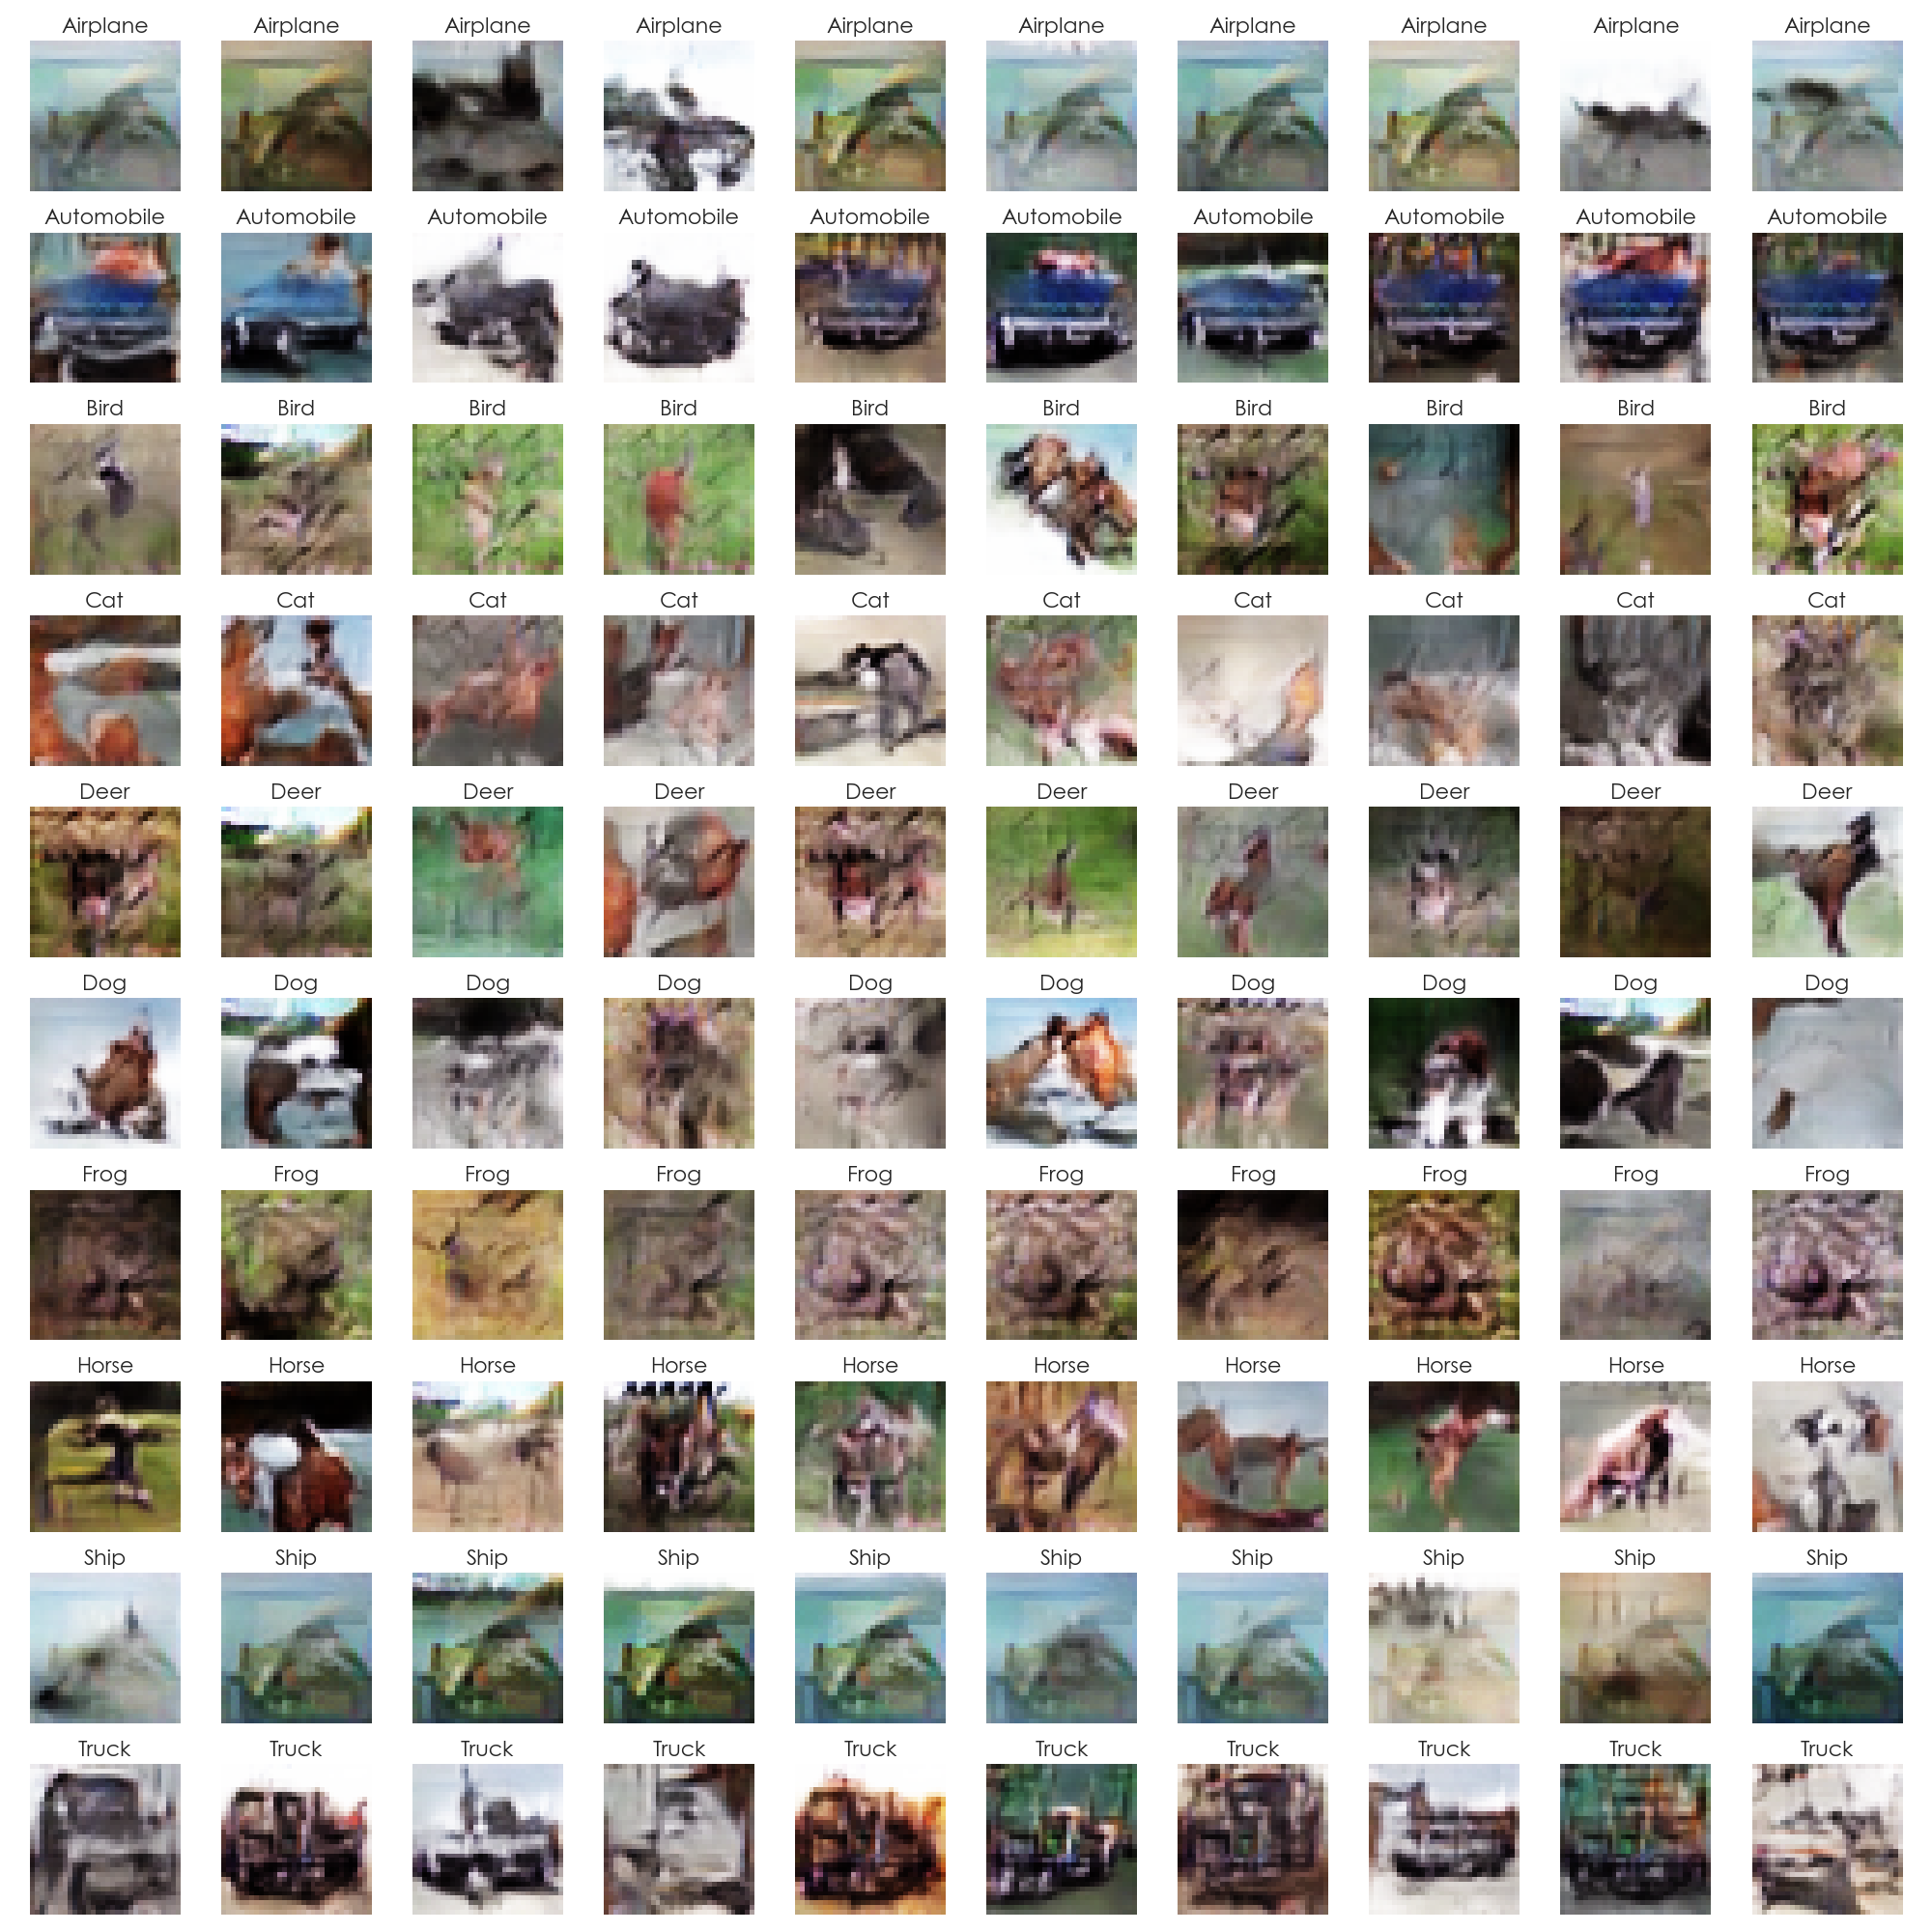 Airplane Airplane Airplane Airplane Airplane Airplane Airplane Airplane Airplane Airplane
Automobile Automobile Automobile Automobile Automobile Automobile Automobile Automobile Automobile Automobile
Bird Bird Bird Bird Bird Bird Bird Bird Bird Bird
Cat Cat Cat Cat Cat Cat Cat Cat Cat Cat
Deer Deer Deer Deer Deer Deer Deer Deer Deer Deer
Dog Dog Dog Dog Dog Dog Dog Dog Dog Dog
Frog Frog Frog Frog Frog Frog Frog Frog Frog Frog
Horse Horse Horse Horse Horse Horse Horse Horse Horse Horse
Ship Ship Ship Ship Ship Ship Ship Ship Ship Ship
Truck Truck Truck Truck Truck Truck Truck Truck Truck Truck